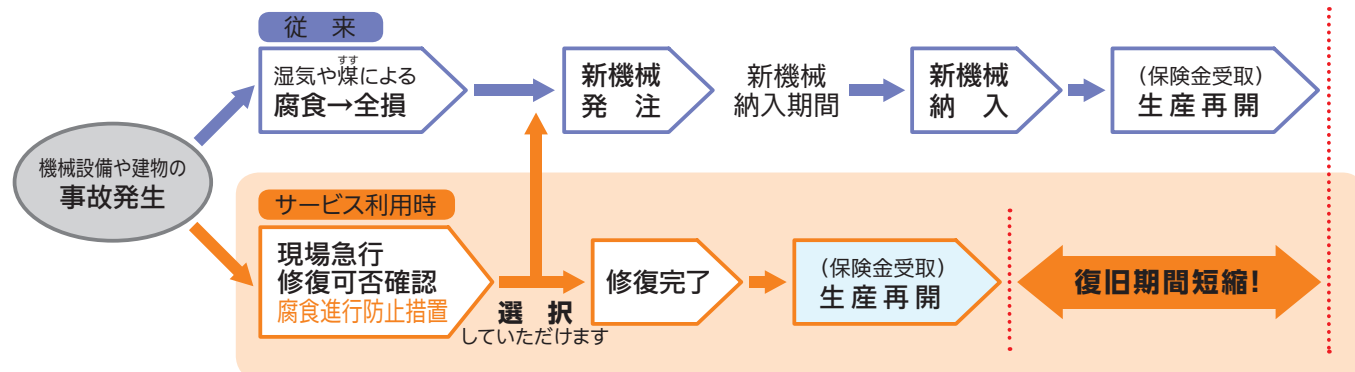 従 来
湿気や煤による
すす
腐食→全損
新機械
発 注
新機械
納入期間
新機械
納 入
（保険金受取）
生産再開
機械設備や建物の
事故発生
サービス利用時
現場急行
修復可否確認
腐食進行防止措置
選 択
していただけます
修復完了
（保険金受取）
生産再開
復旧期間短縮!